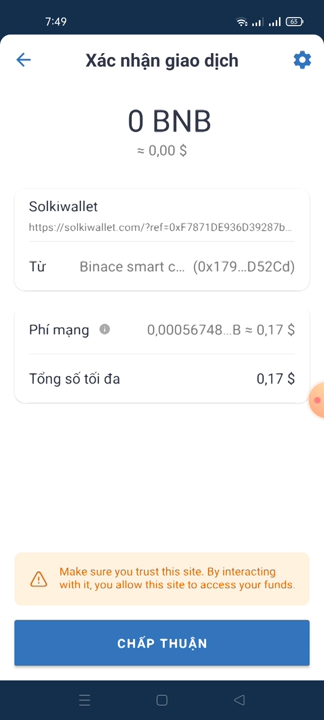 7:49
63
Xác nhận giao dịch
0 BNB
≈ 0,00 $
Solkiwallet
https://solkiwallet.com/?ref=0xF7871DE936D39287b...
Từ Binace smart c... (0x179...D52Cd)
Phí mạng 0,00056748...B ≈ 0,17 $
Tổng số tối đa 0,17 $
Make sure you trust this site. By interacting
with it, you allow this site to access your funds.
CHẤP THUẬN